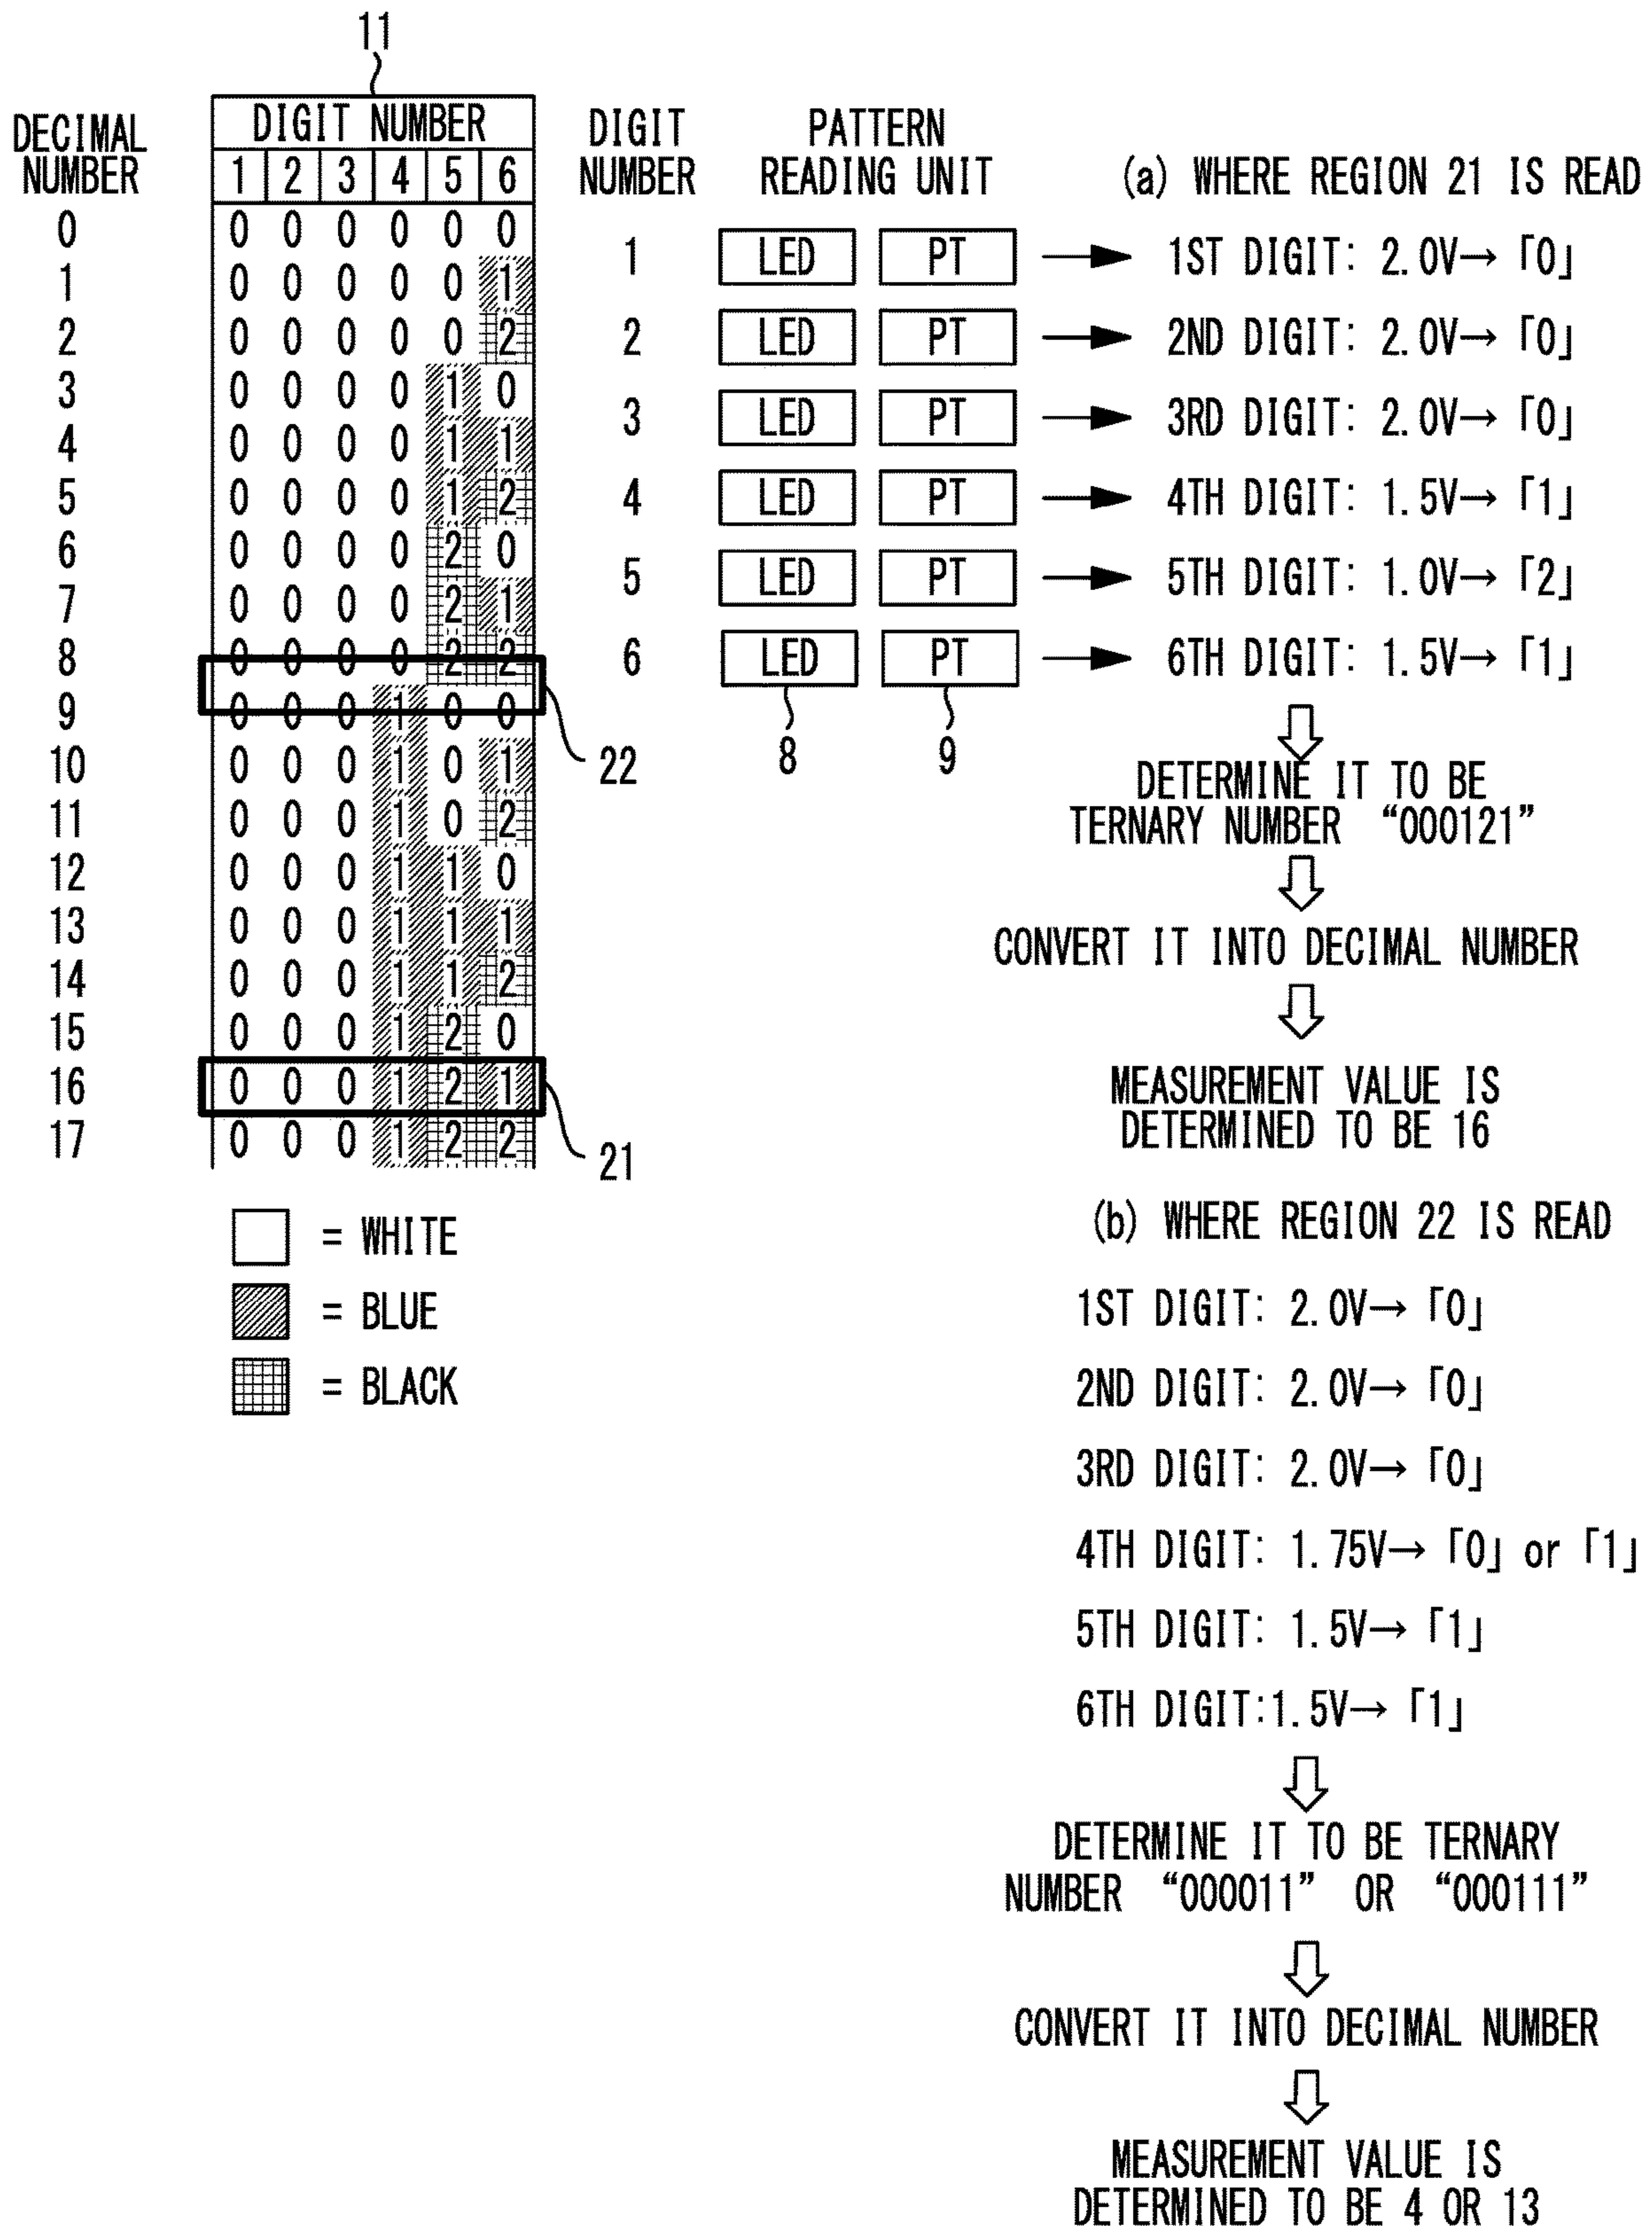 11
DECIMAL
NUMBER
DIGIT NUMBER
1 2 3 4 5 6
0 0 0 0 0 0 0
1 0 0 0 0 0 1
2 0 0 0 0 0 2
3 0 0 0 0 1 0
4 0 0 0 0 1 1
5 0 0 0 0 1 2
6 0 0 0 0 2 0
7 0 0 0 0 2 1
8 0 0 0 0 2 2
9 0 0 0 1 0 0
10 0 0 0 1 0 1
11 0 0 0 1 0 2
12 0 0 0 1 1 0
13 0 0 0 1 1 1
14 0 0 0 1 1 2
15 0 0 0 1 2 0
16 0 0 0 1 2 1
17 0 0 0 1 2 2
22
21
= WHITE
= BLUE
= BLACK
DIGIT
NUMBER
PATTERN
READING UNIT
1 LED PT
2 LED PT
3 LED PT
4 LED PT
5 LED PT
6 LED PT
8 9
(a) WHERE REGION 21 IS READ
1ST DIGIT: 2.0V→ 「0」
2ND DIGIT: 2.0V→ 「0」
3RD DIGIT: 2.0V→ 「0」
4TH DIGIT: 1.5V→ 「1」
5TH DIGIT: 1.0V→ 「2」
6TH DIGIT: 1.5V→ 「1」
DETERMINE IT TO BE
TERNARY NUMBER “000121”
CONVERT IT INTO DECIMAL NUMBER
MEASUREMENT VALUE IS
DETERMINED TO BE 16
(b) WHERE REGION 22 IS READ
1ST DIGIT: 2.0V→ 「0」
2ND DIGIT: 2.0V→ 「0」
3RD DIGIT: 2.0V→ 「0」
4TH DIGIT: 1.75V→ 「0」 or 「1」
5TH DIGIT: 1.5V→ 「1」
6TH DIGIT:1.5V→ 「1」
DETERMINE IT TO BE TERNARY
NUMBER “000011” OR “000111”
CONVERT IT INTO DECIMAL NUMBER
MEASUREMENT VALUE IS
DETERMINED TO BE 4 OR 13